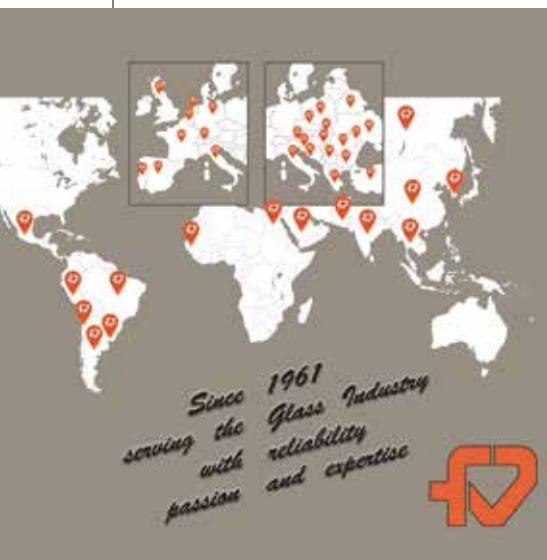 Since 1961
serving the Glass Industry
with reliability
passion and expertise